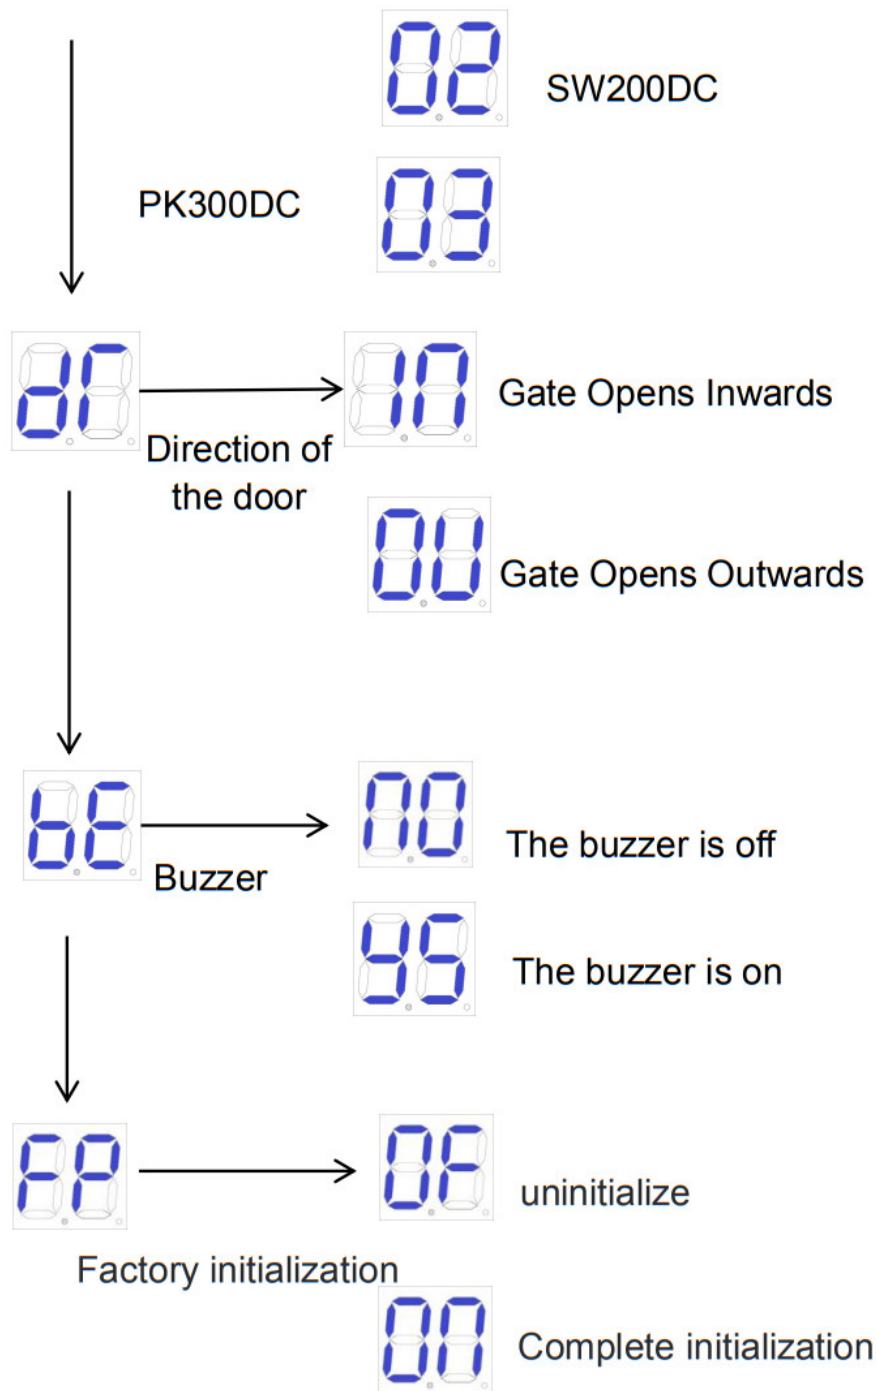 02
SW200DC
PK300DC
03
dΓ
Direction of
the door
IN
Gate Opens Inwards
OU
Gate Opens Outwards
bE
Buzzer
NO
The buzzer is off
YS
The buzzer is on
FP
Factory initialization
OF
uninitialize
ON
Complete initialization